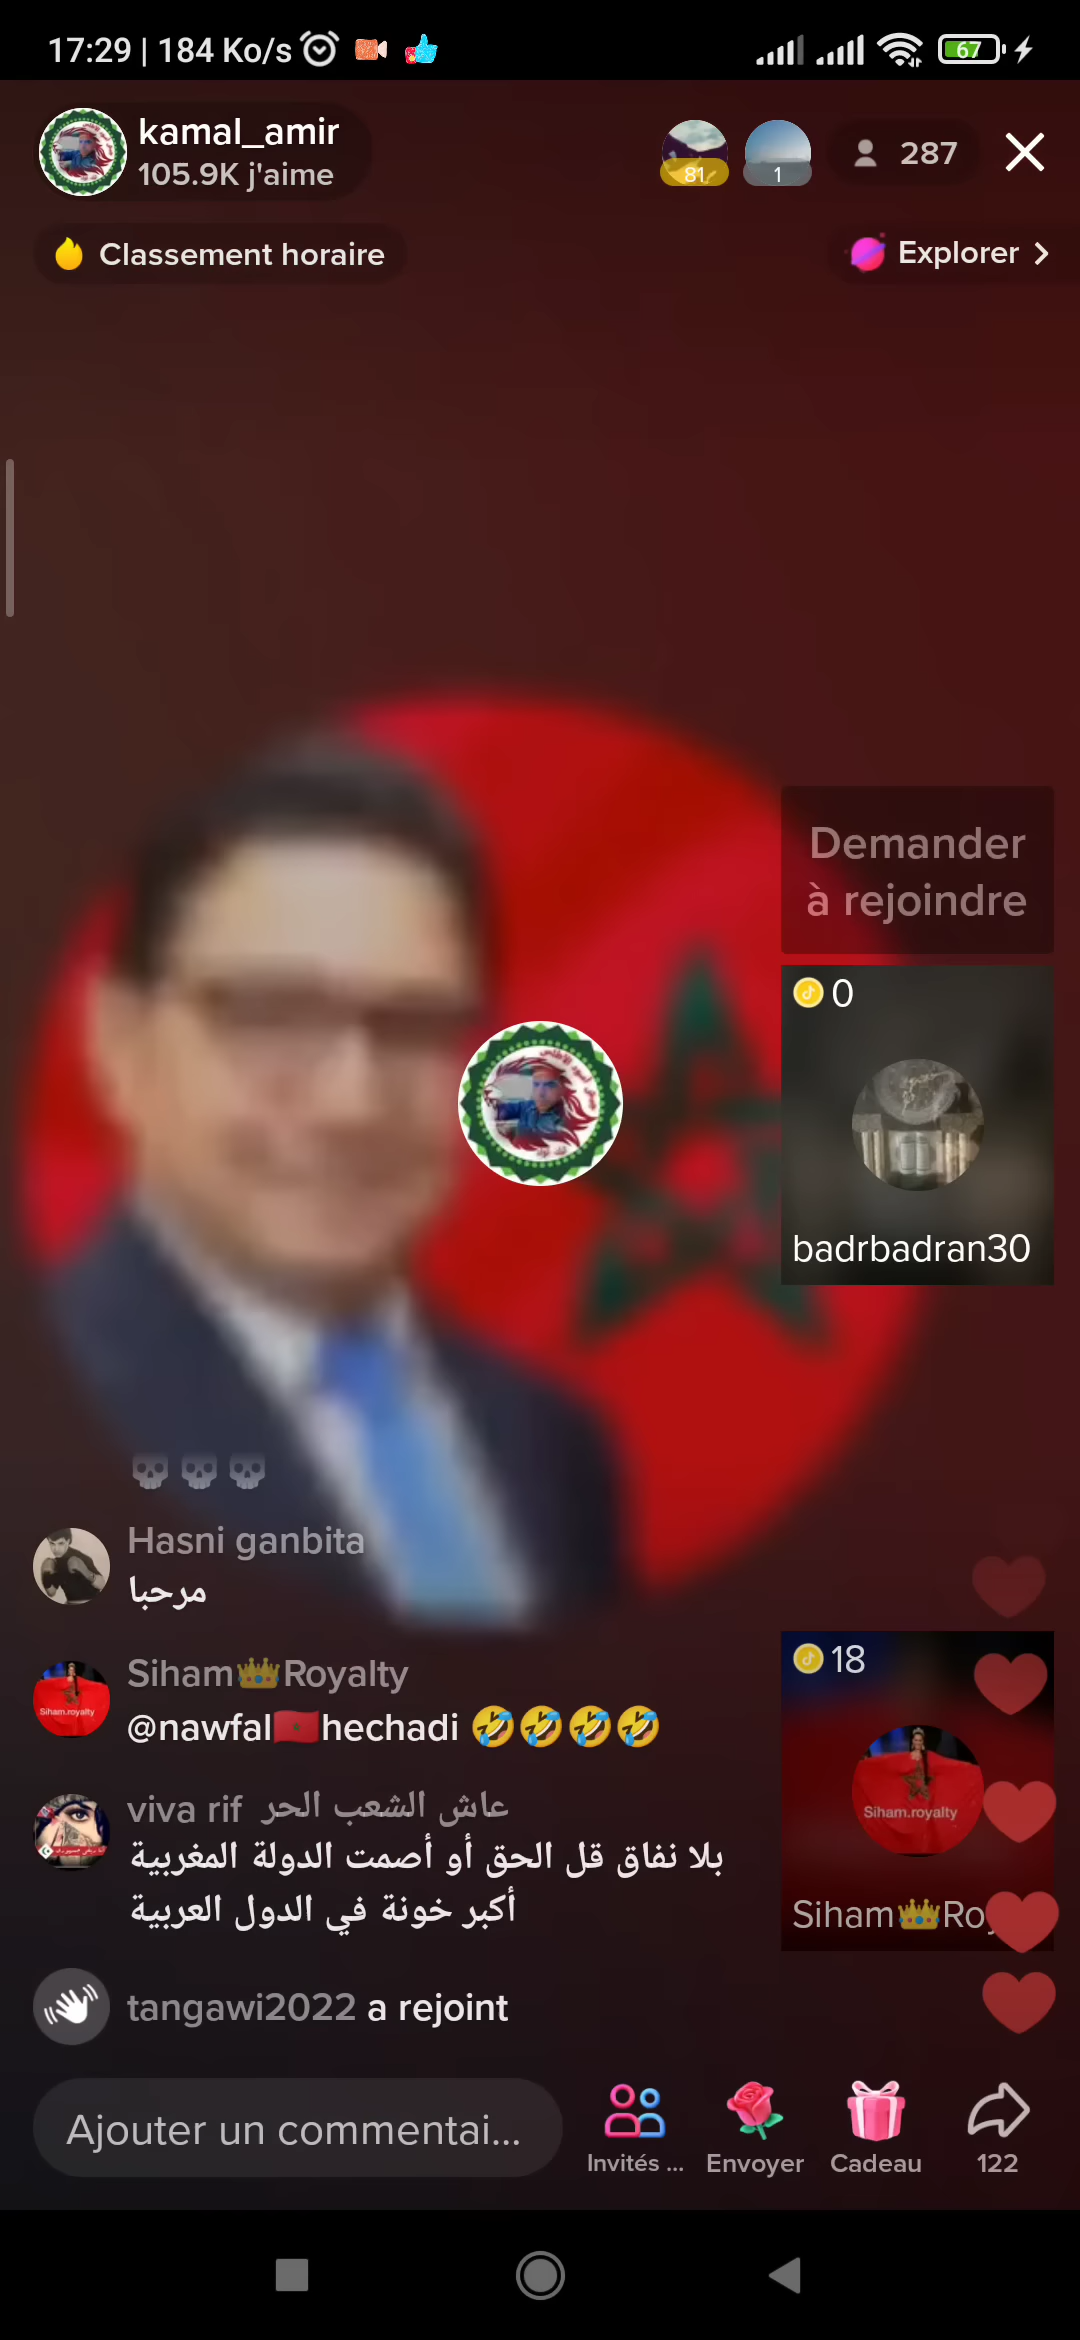 17:29 | 184 Ko/s
67
kamal_amir
105.9K j'aime
81
1
287
Classement horaire
Explorer
Demander
à rejoindre
0
badrbadran30
Hasni ganbita
مرحبا
Siham👑Royalty
@nawfal🇲🇦hechadi 🤣🤣🤣🤣
viva rif عاش الشعب الحر
بلا نفاق قل الحق أو أصمت الدولة المغربية
أكبر خونة في الدول العربية
tangawi2022 a rejoint
18
Siham.royalty
Siham👑Ro
Siham.royalty
Ajouter un commentai...
Invités ...
Envoyer
Cadeau
122